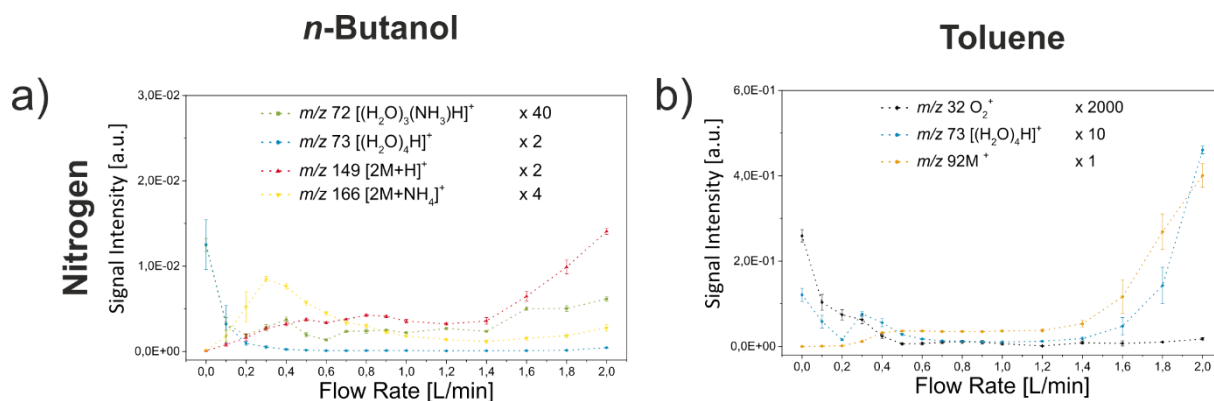 n-Butanol
Toluene
Nitrogen
a)
Signal Intensity [a.u.]
3,0E-02
2,0E-02
1,0E-02
0,0E+00
m/z 72 [(H₂O)₃(NH₃)H]⁺ x 40
m/z 73 [(H₂O)₄H]⁺ x 2
m/z 149 [2M+H]⁺ x 2
m/z 166 [2M+NH₄]⁺ x 4
0,0 0,2 0,4 0,6 0,8 1,0 1,2 1,4 1,6 1,8 2,0
Flow Rate [L/min]
b)
Signal Intensity [a.u.]
6,0E-01
4,0E-01
2,0E-01
0,0E+00
m/z 32 O₂⁺ x 2000
m/z 73 [(H₂O)₄H]⁺ x 10
m/z 92M ⁺ x 1
0,0 0,2 0,4 0,6 0,8 1,0 1,2 1,4 1,6 1,8 2,0
Flow Rate [L/min]